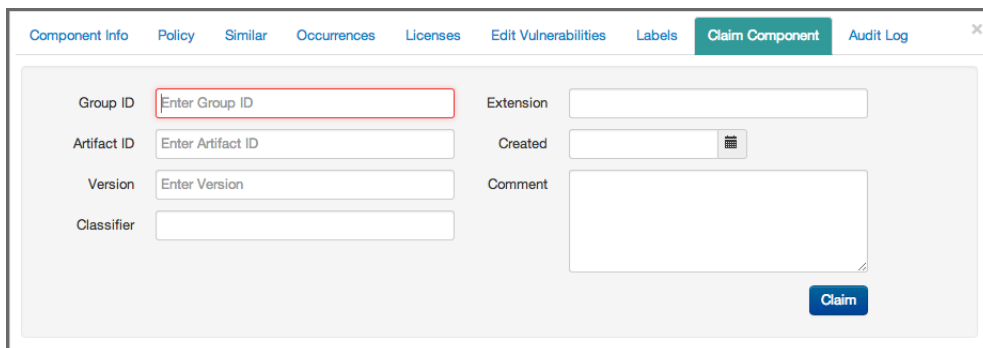 Component Info Policy Similar Occurrences Licenses Edit Vulnerabilities Labels Claim Component Audit Log ×
Group ID Enter Group ID Extension
Artifact ID Enter Artifact ID Created
Version Enter Version Comment
Classifier
Claim